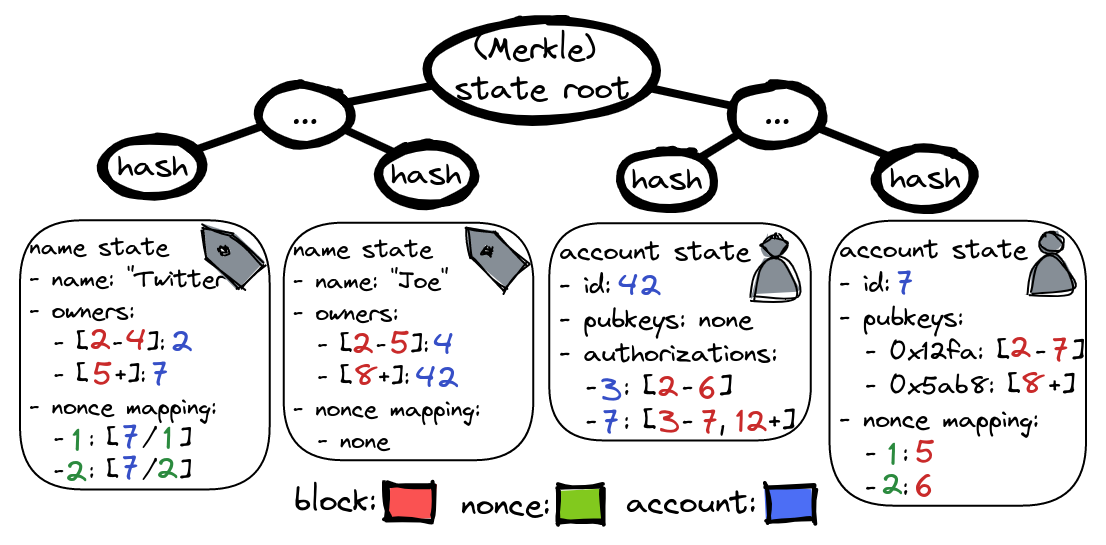 (Merkle)
state root
...
...
hash
hash
hash
hash
name state
- name: "Twitter
- owners:
- [2-4]: 2
- [5+]: 7
- nonce mapping:
- 1: [7/1]
-2: [7/2]
name state
- name: "Joe"
- owners:
- [2-5]: 4
- [8+]: 42
- nonce mapping:
- none
account state
- id: 42
- pubkeys: none
- authorizations:
-3: [2-6]
-7: [3-7, 12+]
account state
- id: 7
- pubkeys:
- 0x12fa: [2-7]
- 0x5ab8: [8+]
- nonce mapping:
- 1: 5
- 2: 6
block:
nonce:
account: